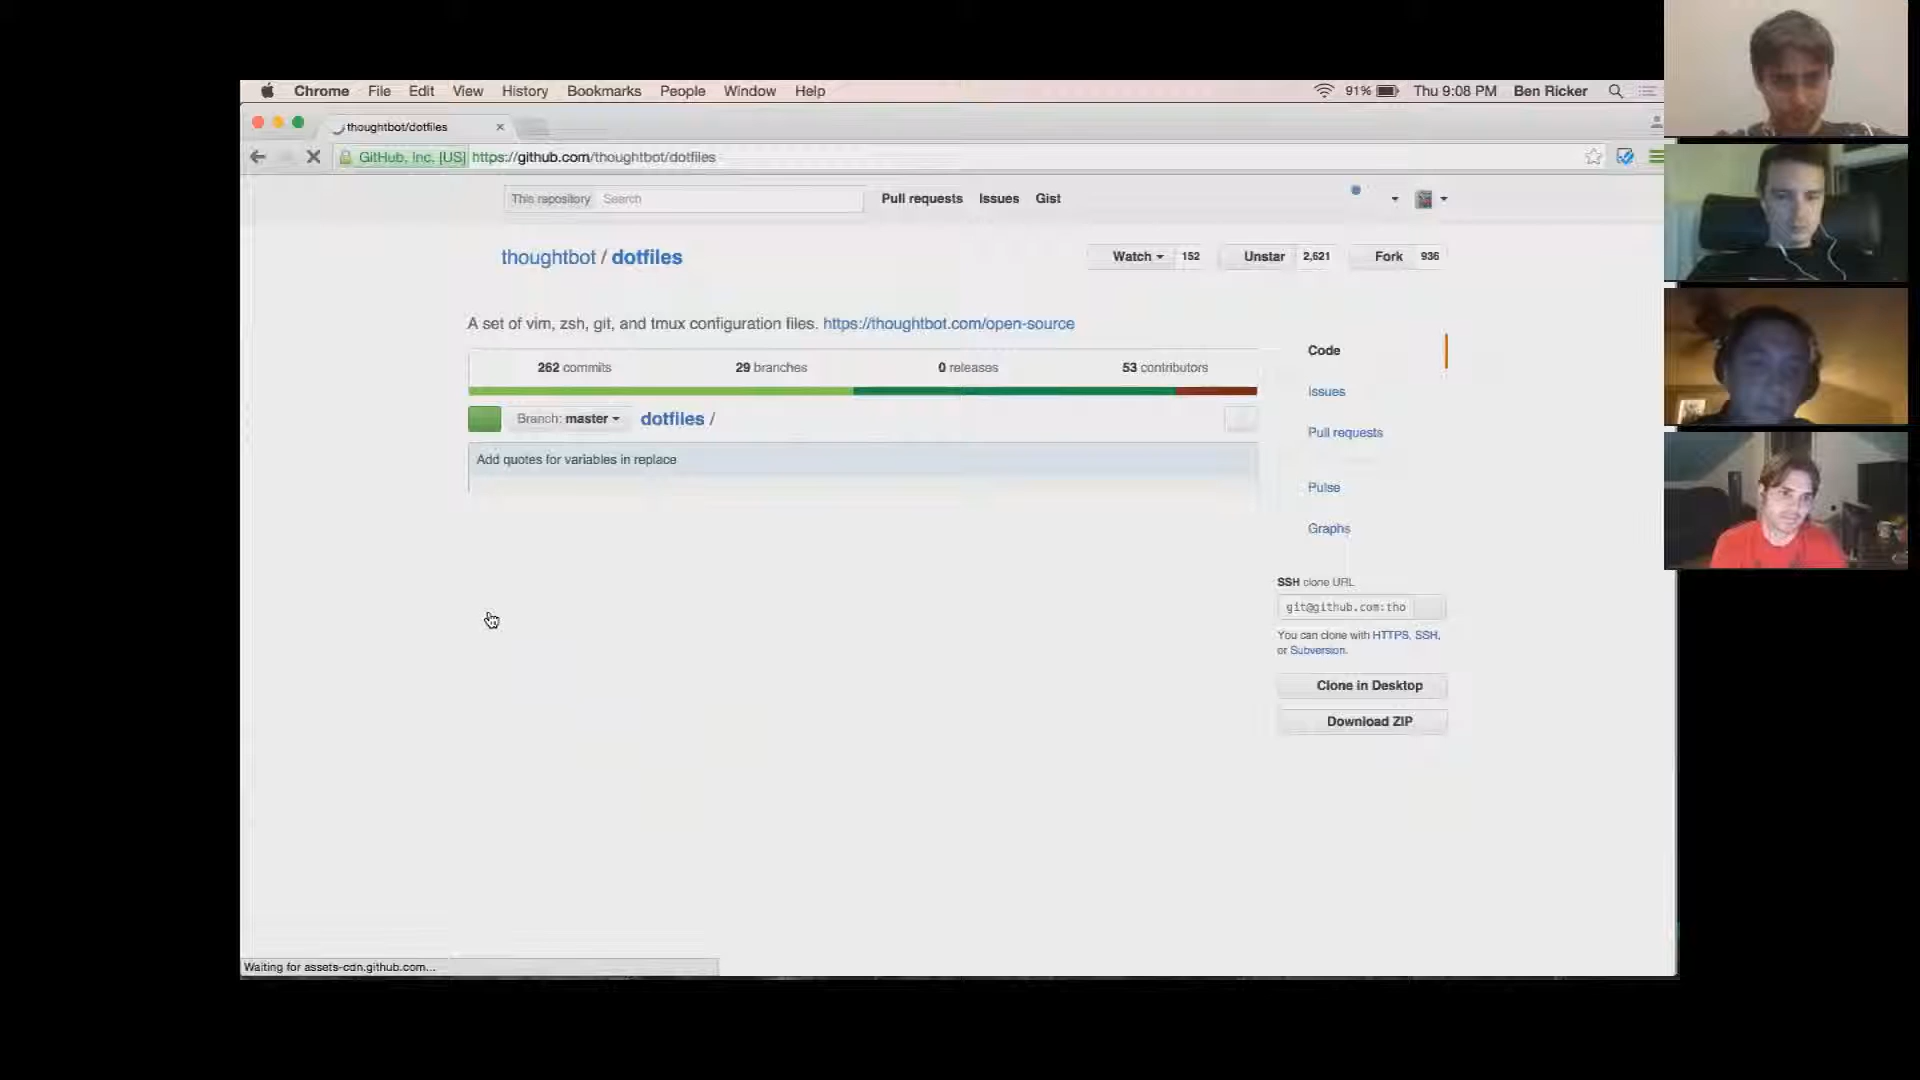 Chrome File Edit View History Bookmarks People Window Help 91% Thu 9:08 PM Ben Ricker
thoughtbot/dotfiles
GitHub, Inc. [US] https://github.com/thoughtbot/dotfiles
This repository Search Pull requests Issues Gist
thoughtbot / dotfiles Watch 152 Unstar 2,621 Fork 936
A set of vim, zsh, git, and tmux configuration files. https://thoughtbot.com/open-source
262 commits 29 branches 0 releases 53 contributors
Branch: master dotfiles /
Add quotes for variables in replace
Code
Issues
Pull requests
Pulse
Graphs
SSH clone URL
git@github.com:tho
You can clone with HTTPS, SSH,
or Subversion.
Clone in Desktop
Download ZIP
Waiting for assets-cdn.github.com...